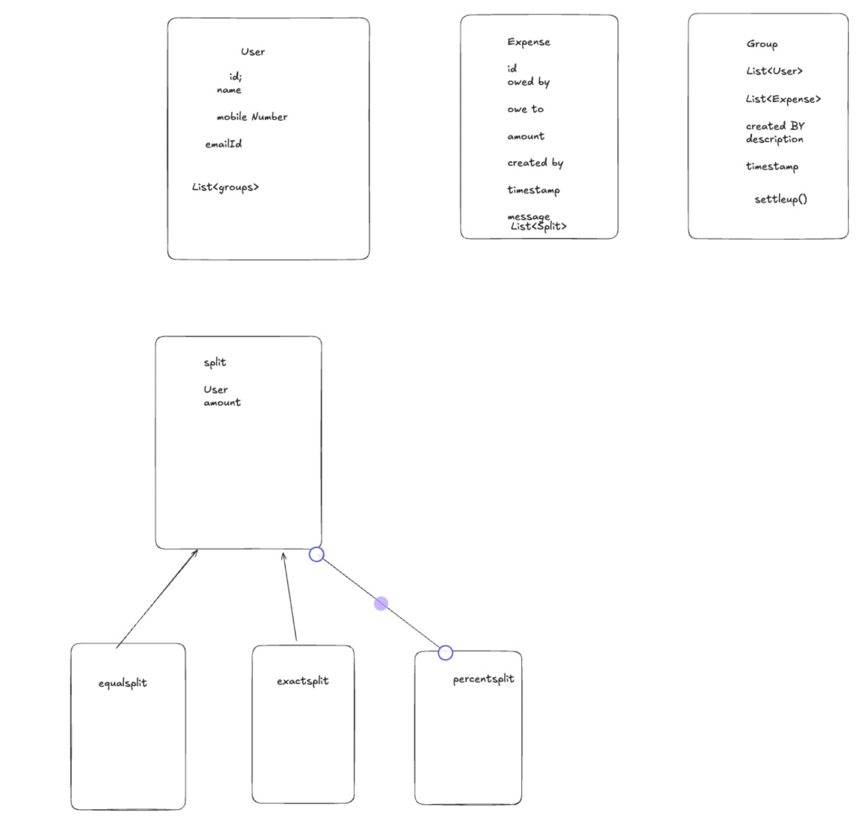 User
id;
name
mobile Number
emailId
List<groups>
Expense
id
owed by
owe to
amount
created by
timestamp
message
List<Split>
Group
List<User>
List<Expense>
created BY
description
timestamp
settleup()
split
User
amount
equalsplit
exactsplit
percentsplit